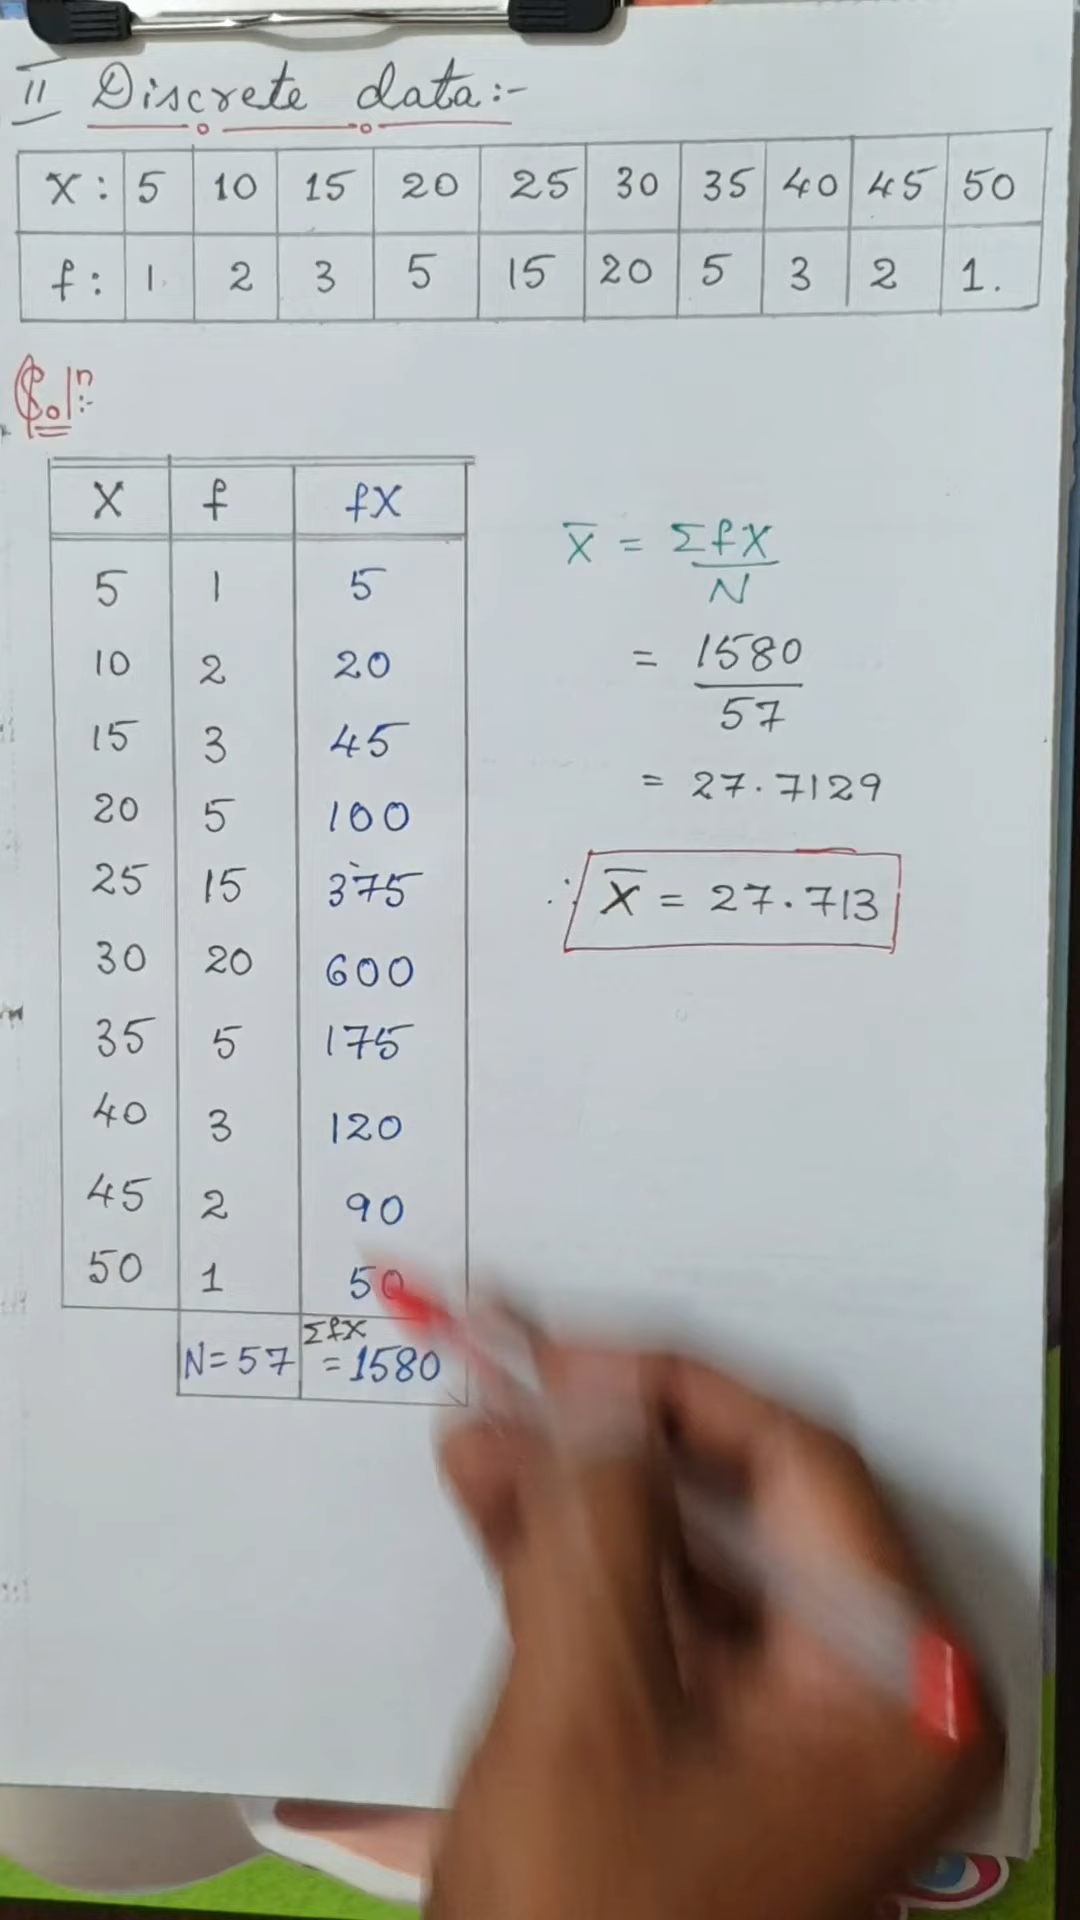 II Discrete data:-
X: 5 10 15 20 25 30 35 40 45 50
f: 1 2 3 5 15 20 5 3 2 1.
Solⁿ:-
X f fX
5 1 5
10 2 20
15 3 45
20 5 100
25 15 375
30 20 600
35 5 175
40 3 120
45 2 90
50 1 50
N=57 ΣfX = 1580
X̅ = ΣfX / N
= 1580 / 57
= 27.7129
∴ X̅ = 27.713